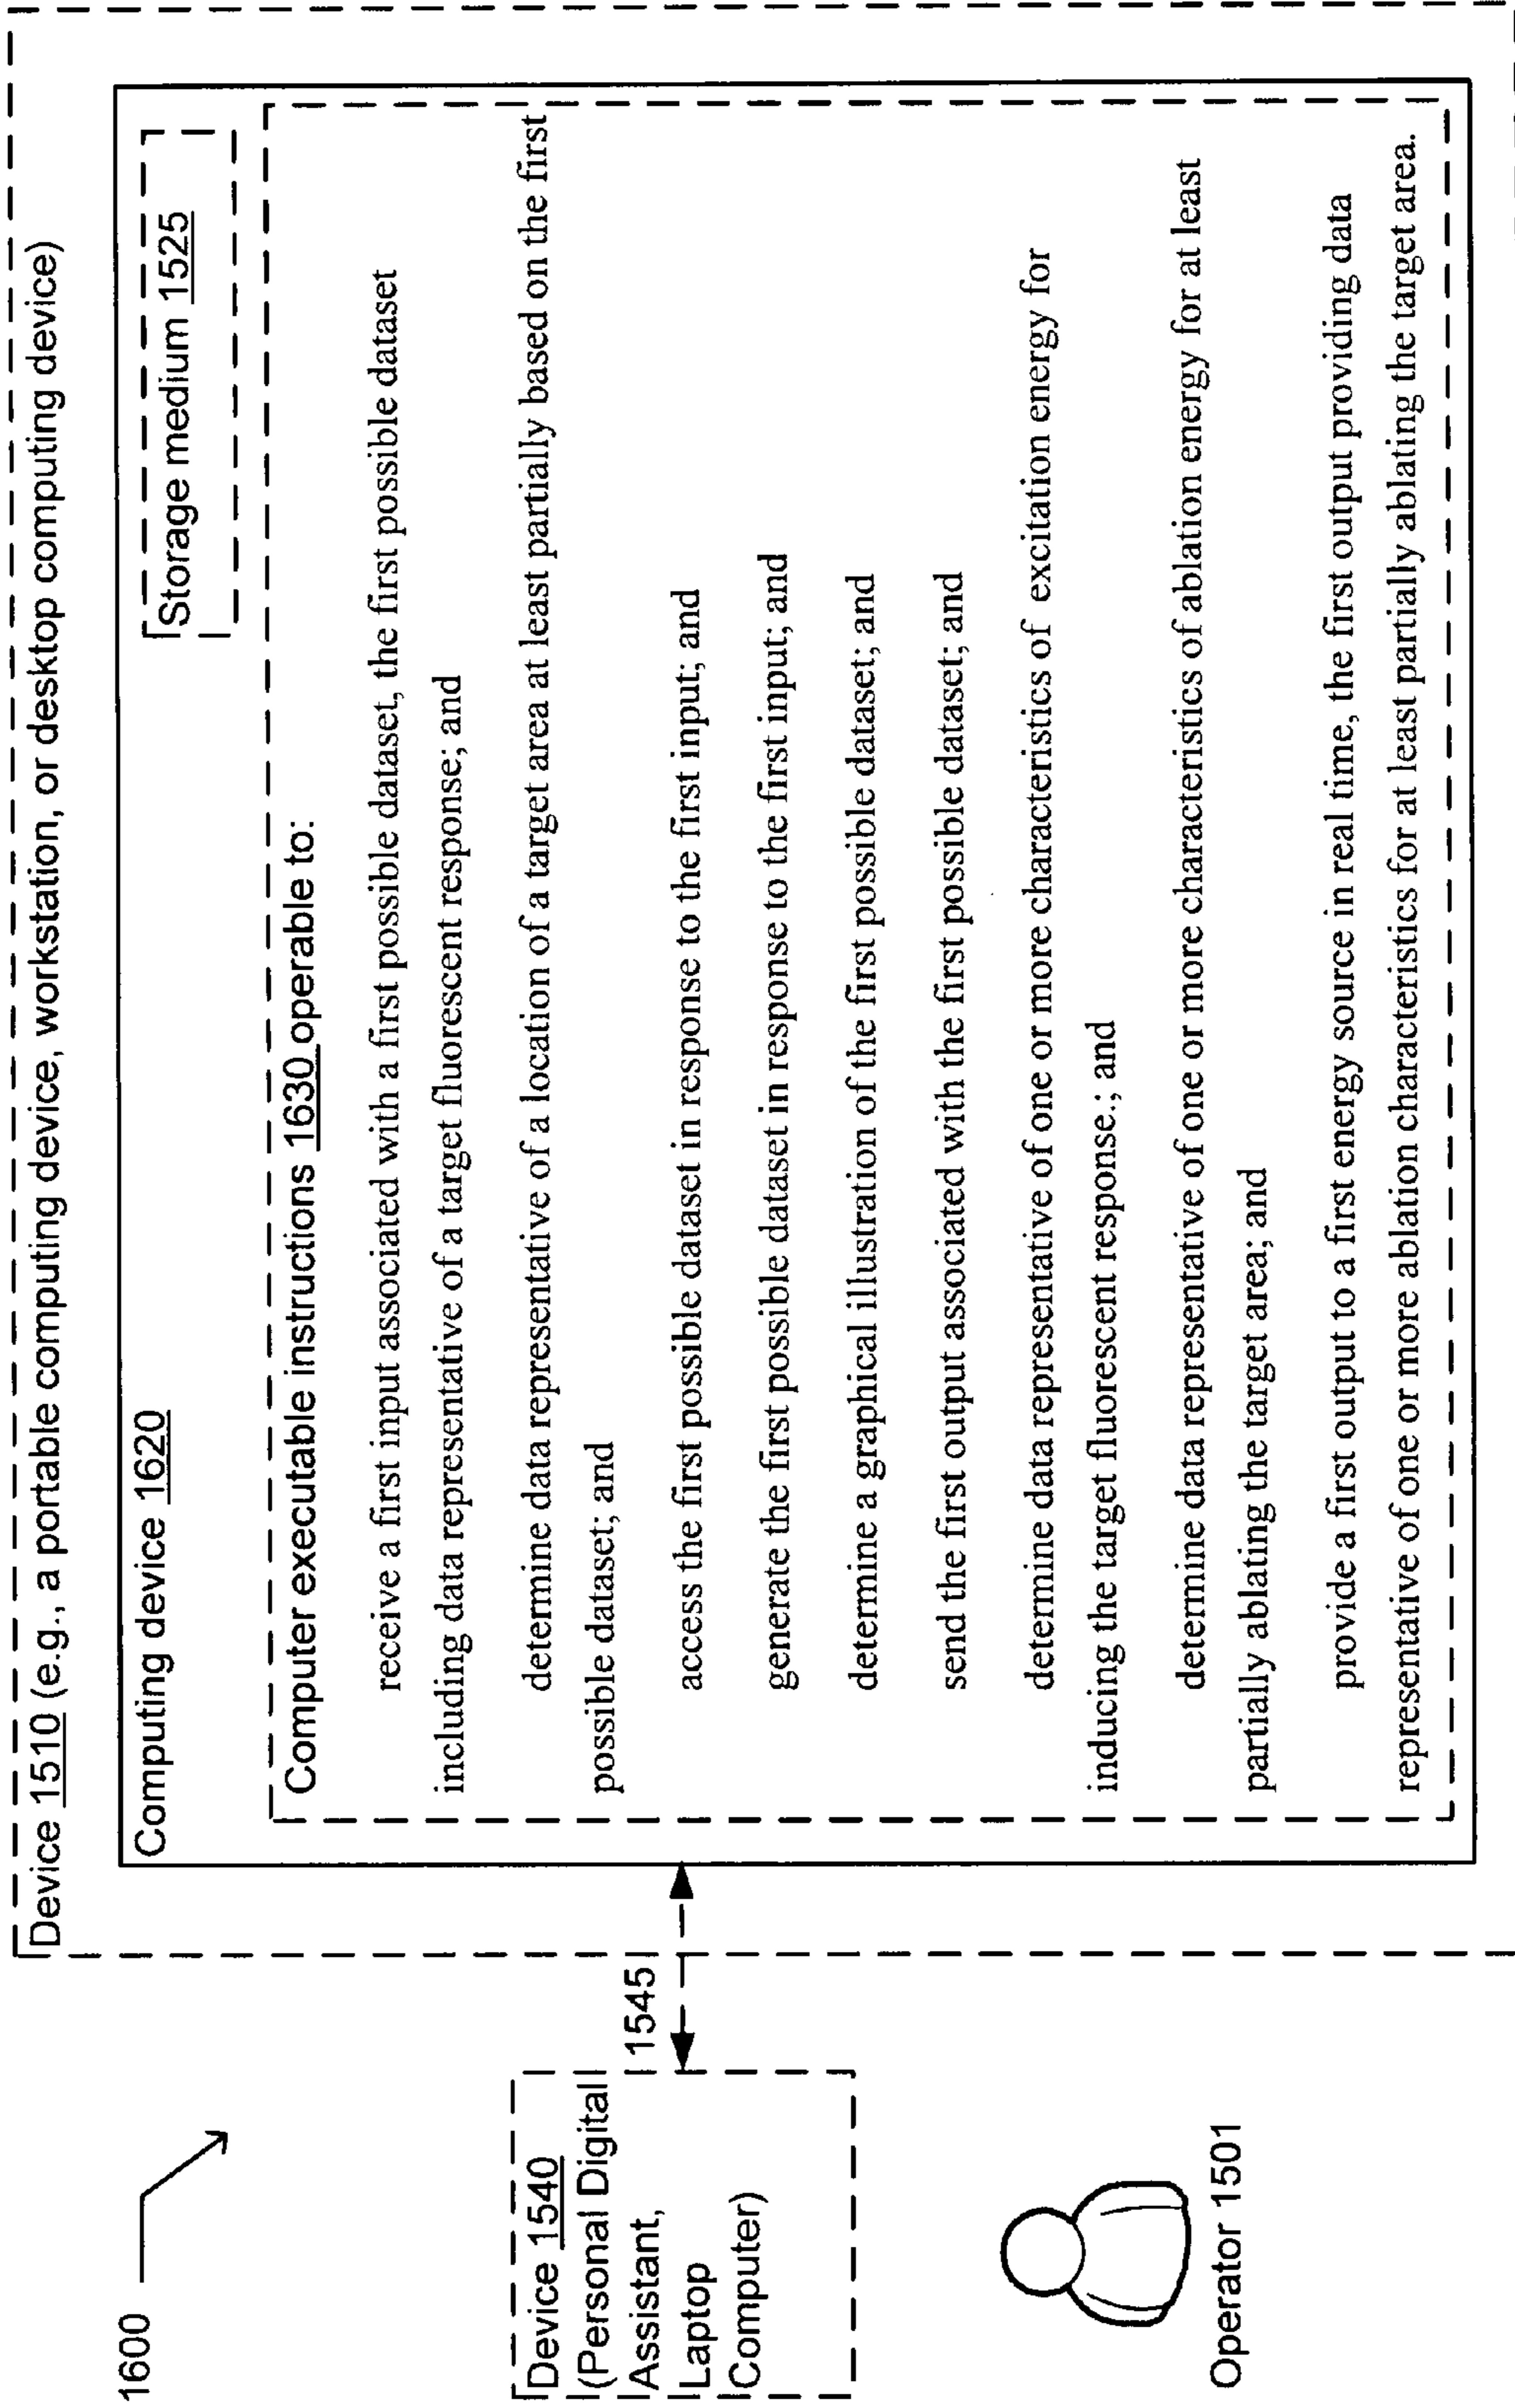 1600
Device 1510 (e.g., a portable computing device, workstation, or desktop computing device)
Computing device 1620
Storage medium 1525
Computer executable instructions 1630 operable to:
receive a first input associated with a first possible dataset, the first possible dataset
including data representative of a target fluorescent response; and
determine data representative of a location of a target area at least partially based on the first
possible dataset; and
access the first possible dataset in response to the first input; and
generate the first possible dataset in response to the first input; and
determine a graphical illustration of the first possible dataset; and
send the first output associated with the first possible dataset; and
determine data representative of one or more characteristics of excitation energy for
inducing the target fluorescent response.; and
determine data representative of one or more characteristics of ablation energy for at least
partially ablating the target area; and
provide a first output to a first energy source in real time, the first output providing data
representative of one or more ablation characteristics for at least partially ablating the target area.
1545
Device 1540
(Personal Digital
Assistant,
Laptop
Computer)
Operator 1501